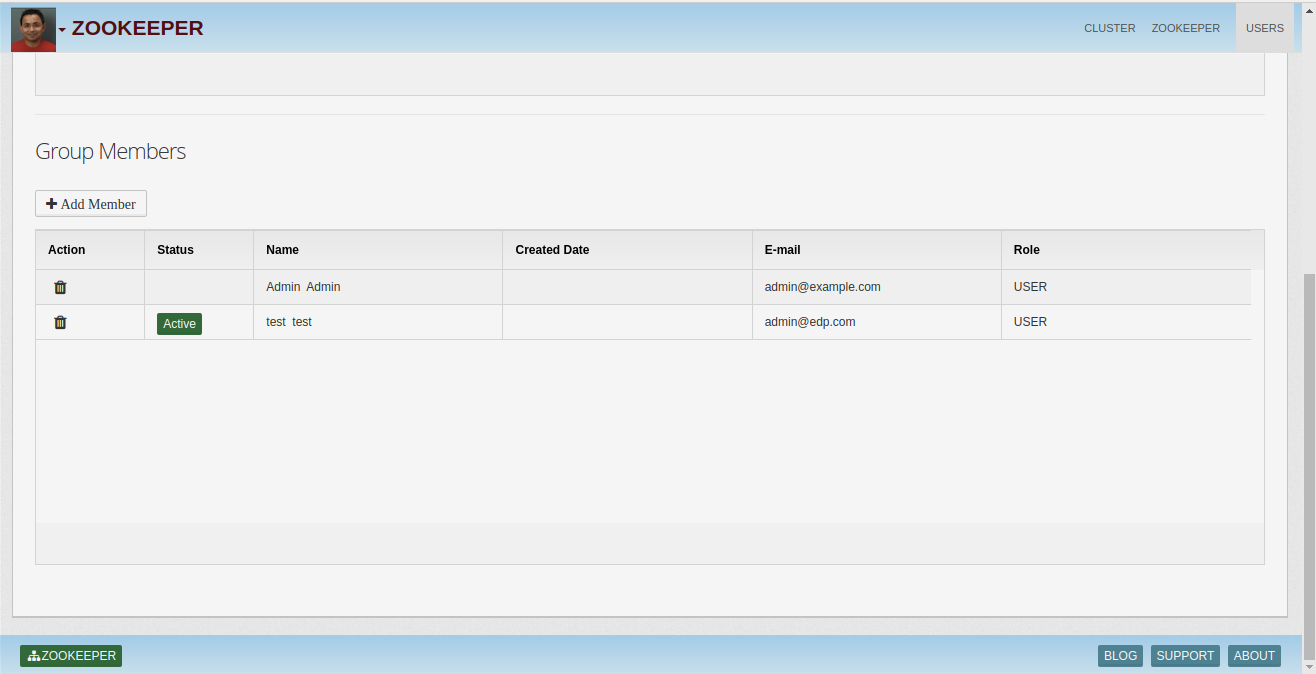 ZOOKEEPER CLUSTER ZOOKEEPER USERS
Group Members
Add Member
Action Status Name Created Date E-mail Role
Admin Admin admin@example.com USER
Active test test admin@edp.com USER
ZOOKEEPER BLOG SUPPORT ABOUT